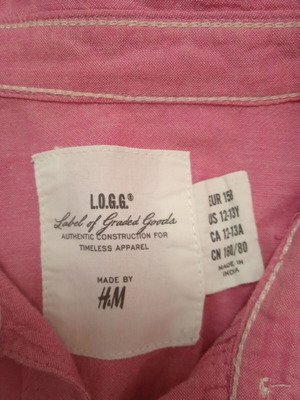 L.O.G.G.®
Label of Graded Goods
AUTHENTIC CONSTRUCTION FOR
TIMELESS APPAREL
MADE BY
H&M
EUR 158
US 12-13Y
CA 12-13A
CN 160/80
MADE IN
INDIA